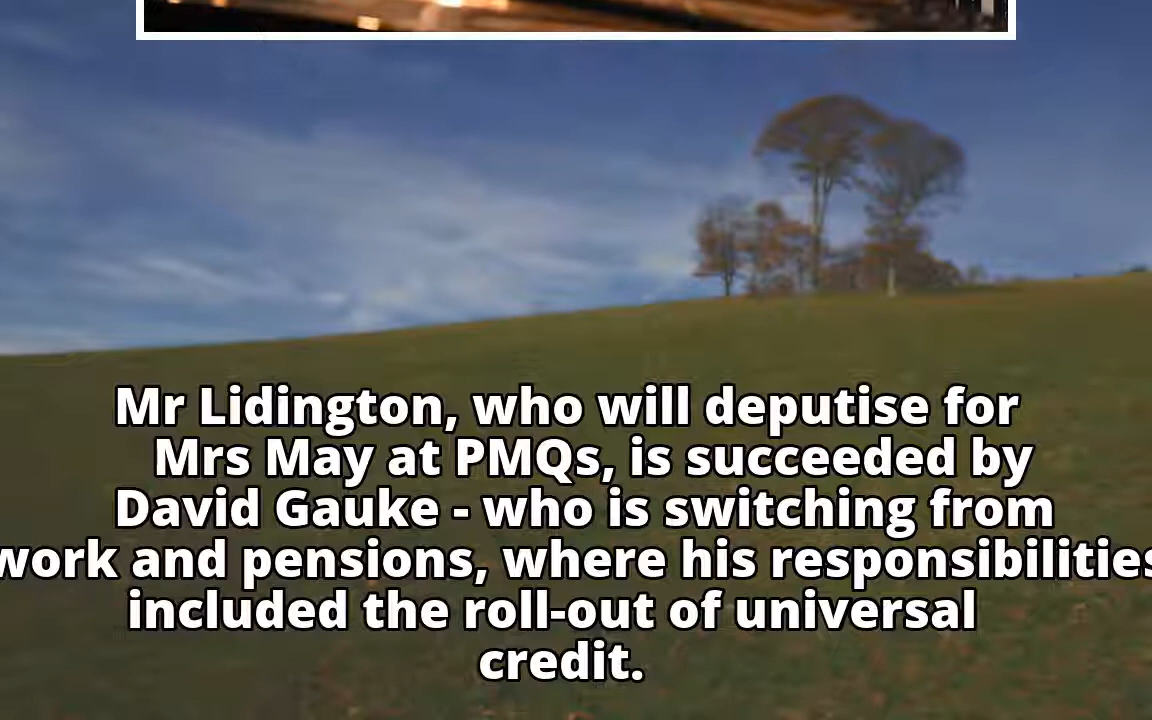 Mr Lidington, who will deputise for
Mrs May at PMQs, is succeeded by
David Gauke - who is switching from
work and pensions, where his responsibilities
included the roll-out of universal
credit.